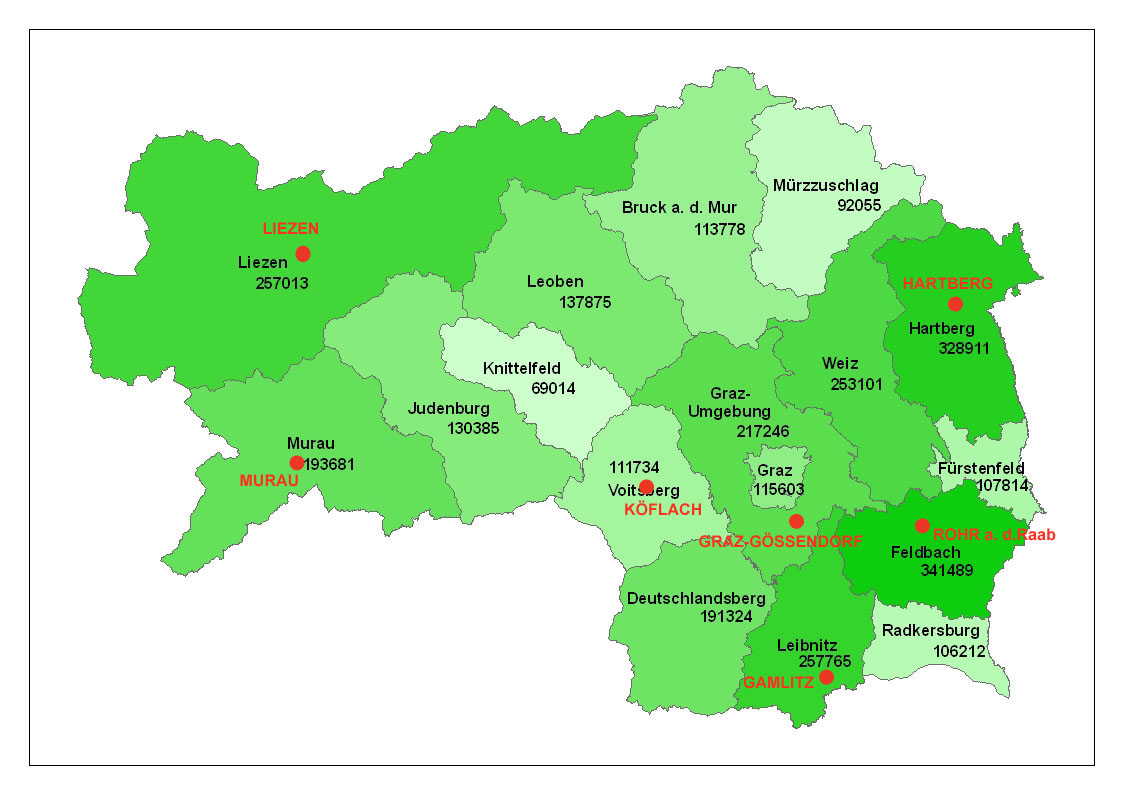 Mürzzuschlag
92055
Bruck a. d. Mur
113778
LIEZEN
Liezen
257013
Leoben
137875
HARTBERG
Hartberg
328911
Knittelfeld
69014
Weiz
253101
Graz-
Umgebung
217246
Judenburg
130385
Murau
193681
MURAU
111734
Voitsberg
KÖFLACH
Graz
115603
Fürstenfeld
107814
GRAZ-GÖSSENDORF
ROHR a. d.Raab
Feldbach
341489
Deutschlandsberg
191324
Radkersburg
106212
Leibnitz
257765
GAMLITZ